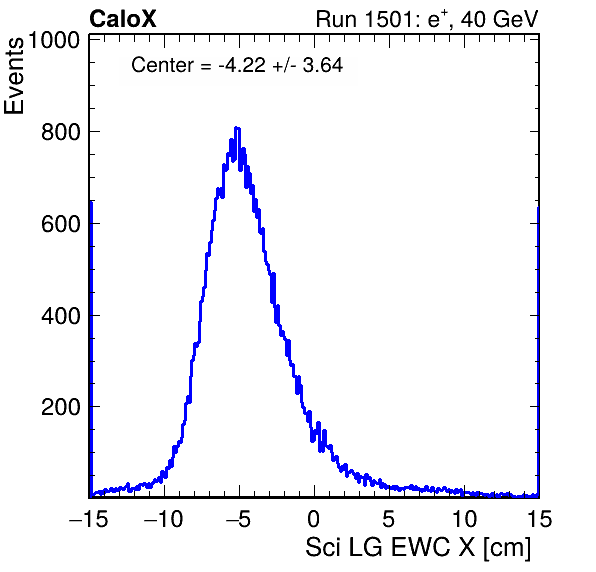 CaloX Run 1501: e⁺, 40 GeV
Center = -4.22 +/- 3.64
Events
1000
800
600
400
200
−15 −10 −5 0 5 10 15
Sci LG EWC X [cm]